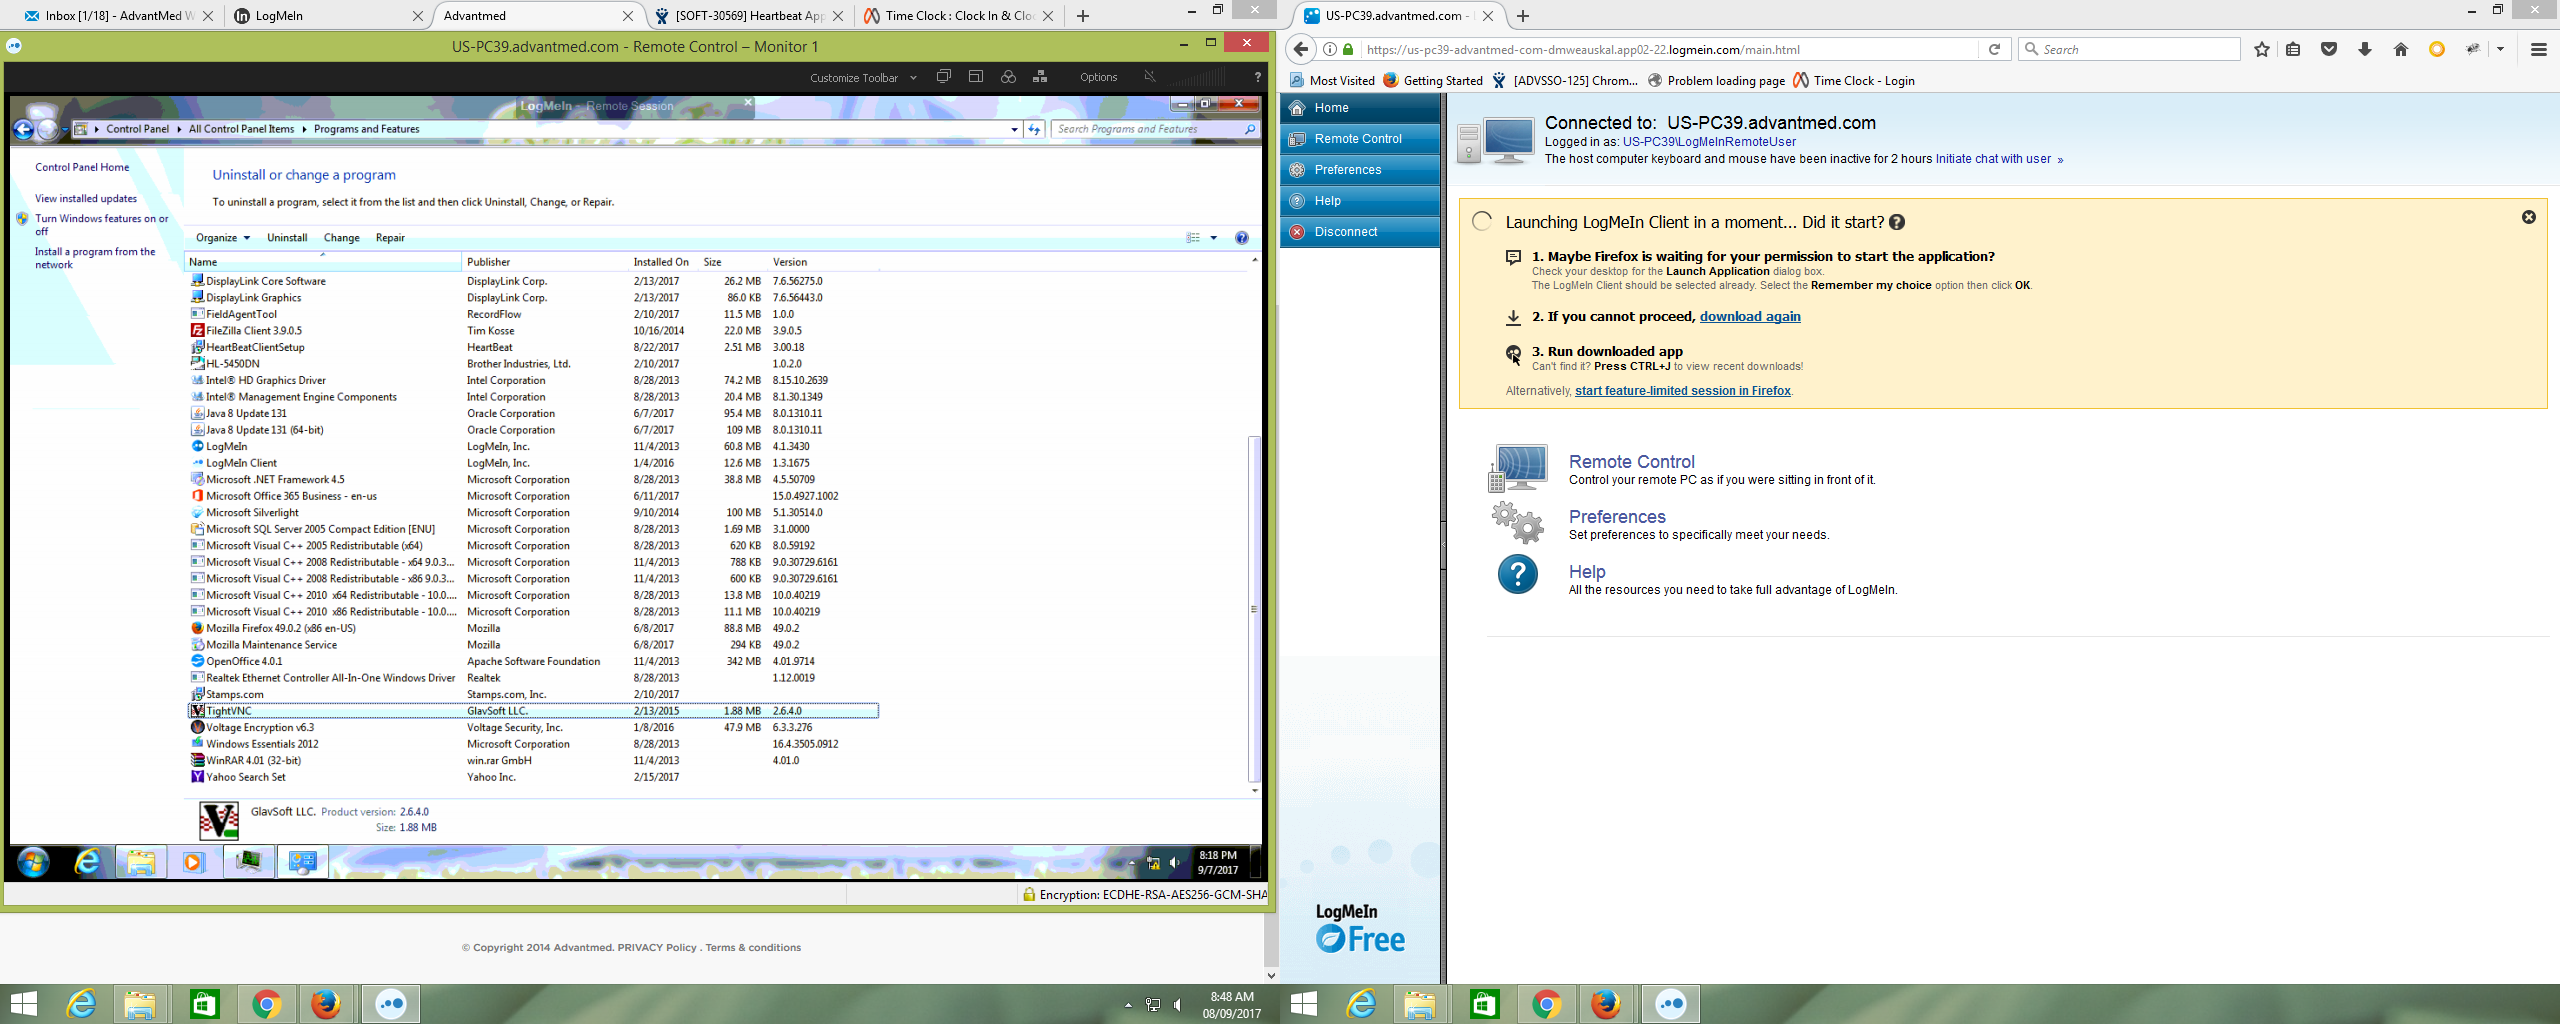 Inbox [1/18] - AdvantMed W
LogMeIn
Advantmed
[SOFT-30569] Heartbeat App
Time Clock : Clock In & Clo
US-PC39.advantmed.com - Remote Control – Monitor 1
Customize Toolbar
Options
?
LogMeIn - Remote Session
Control Panel
All Control Panel Items
Programs and Features
Search Programs and Features
Control Panel Home
View installed updates
Turn Windows features on or
off
Install a program from the
network
Uninstall or change a program
To uninstall a program, select it from the list and then click Uninstall, Change, or Repair.
Organize Uninstall Change Repair
Name Publisher Installed On Size Version
DisplayLink Core Software DisplayLink Corp. 2/13/2017 26.2 MB 7.6.56275.0
DisplayLink Graphics DisplayLink Corp. 2/13/2017 86.0 KB 7.6.56443.0
FieldAgentTool RecordFlow 2/10/2017 11.5 MB 1.0.0
FileZilla Client 3.9.0.5 Tim Kosse 10/16/2014 22.0 MB 3.9.0.5
HeartBeatClientSetup HeartBeat 8/22/2017 2.51 MB 3.00.18
HL-5450DN Brother Industries, Ltd. 2/10/2017 1.0.2.0
Intel® HD Graphics Driver Intel Corporation 8/28/2013 74.2 MB 8.15.10.2639
Intel® Management Engine Components Intel Corporation 8/28/2013 20.4 MB 8.1.30.1349
Java 8 Update 131 Oracle Corporation 6/7/2017 95.4 MB 8.0.1310.11
Java 8 Update 131 (64-bit) Oracle Corporation 6/7/2017 109 MB 8.0.1310.11
LogMeIn LogMeIn, Inc. 11/4/2013 60.8 MB 4.1.3430
LogMeIn Client LogMeIn, Inc. 1/4/2016 12.6 MB 1.3.1675
Microsoft .NET Framework 4.5 Microsoft Corporation 8/28/2013 38.8 MB 4.5.50709
Microsoft Office 365 Business - en-us Microsoft Corporation 6/11/2017 15.0.4927.1002
Microsoft Silverlight Microsoft Corporation 9/10/2014 100 MB 5.1.30514.0
Microsoft SQL Server 2005 Compact Edition [ENU] Microsoft Corporation 8/28/2013 1.69 MB 3.1.0000
Microsoft Visual C++ 2005 Redistributable (x64) Microsoft Corporation 8/28/2013 620 KB 8.0.59192
Microsoft Visual C++ 2008 Redistributable - x64 9.0.3... Microsoft Corporation 11/4/2013 788 KB 9.0.30729.6161
Microsoft Visual C++ 2008 Redistributable - x86 9.0.3... Microsoft Corporation 11/4/2013 600 KB 9.0.30729.6161
Microsoft Visual C++ 2010 x64 Redistributable - 10.0.... Microsoft Corporation 8/28/2013 13.8 MB 10.0.40219
Microsoft Visual C++ 2010 x86 Redistributable - 10.0.... Microsoft Corporation 8/28/2013 11.1 MB 10.0.40219
Mozilla Firefox 49.0.2 (x86 en-US) Mozilla 6/8/2017 88.8 MB 49.0.2
Mozilla Maintenance Service Mozilla 6/8/2017 294 KB 49.0.2
OpenOffice 4.0.1 Apache Software Foundation 11/4/2013 342 MB 4.01.9714
Realtek Ethernet Controller All-In-One Windows Driver Realtek 8/28/2013 1.12.0019
Stamps.com Stamps.com, Inc. 2/10/2017
TightVNC GlavSoft LLC. 2/13/2015 1.88 MB 2.6.4.0
Voltage Encryption v6.3 Voltage Security, Inc. 1/8/2016 47.9 MB 6.3.3.276
Windows Essentials 2012 Microsoft Corporation 8/28/2013 16.4.3505.0912
WinRAR 4.01 (32-bit) win.rar GmbH 11/4/2013 4.01.0
Yahoo Search Set Yahoo Inc. 2/15/2017
GlavSoft LLC. Product version: 2.6.4.0
Size: 1.88 MB
8:18 PM
9/7/2017
Encryption: ECDHE-RSA-AES256-GCM-SHA
© Copyright 2014 Advantmed. PRIVACY Policy . Terms & conditions
8:48 AM
08/09/2017
US-PC39.advantmed.com -
https://us-pc39-advantmed-com-dmweauskal.app02-22.logmein.com/main.html
Search
Most Visited Getting Started [ADVSSO-125] Chrom... Problem loading page Time Clock - Login
Home
Remote Control
Preferences
Help
Disconnect
Connected to: US-PC39.advantmed.com
Logged in as: US-PC39\LogMeInRemoteUser
The host computer keyboard and mouse have been inactive for 2 hours Initiate chat with user »
Launching LogMeIn Client in a moment... Did it start? ?
1. Maybe Firefox is waiting for your permission to start the application?
Check your desktop for the Launch Application dialog box.
The LogMeIn Client should be selected already. Select the Remember my choice option then click OK.
2. If you cannot proceed, download again
3. Run downloaded app
Can't find it? Press CTRL+J to view recent downloads!
Alternatively, start feature-limited session in Firefox.
Remote Control
Control your remote PC as if you were sitting in front of it.
Preferences
Set preferences to specifically meet your needs.
Help
All the resources you need to take full advantage of LogMeIn.
LogMeIn
Free